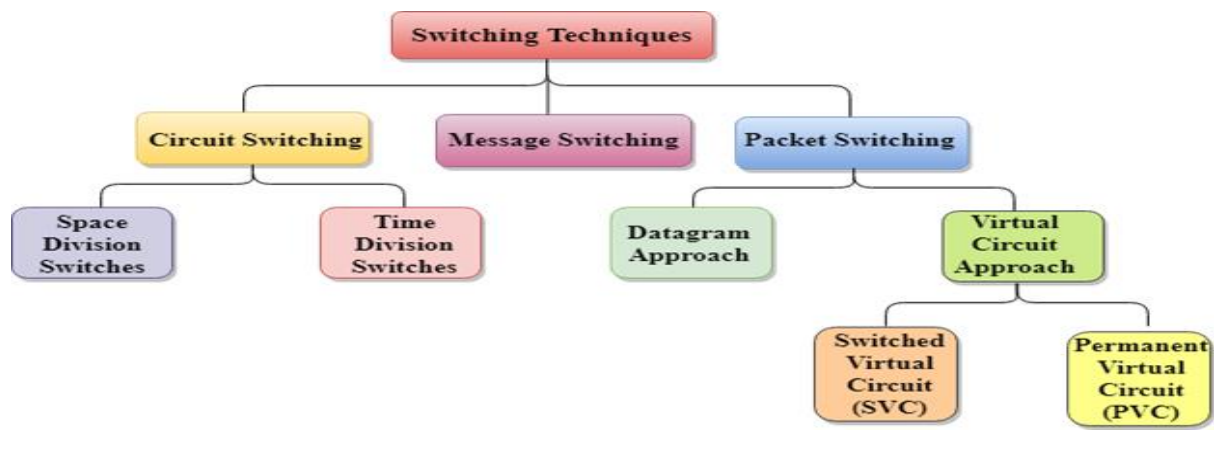 Switching Techniques
Circuit Switching
Message Switching
Packet Switching
Space
Division
Switches
Time
Division
Switches
Datagram
Approach
Virtual
Circuit
Approach
Switched
Virtual
Circuit
(SVC)
Permanent
Virtual
Circuit
(PVC)